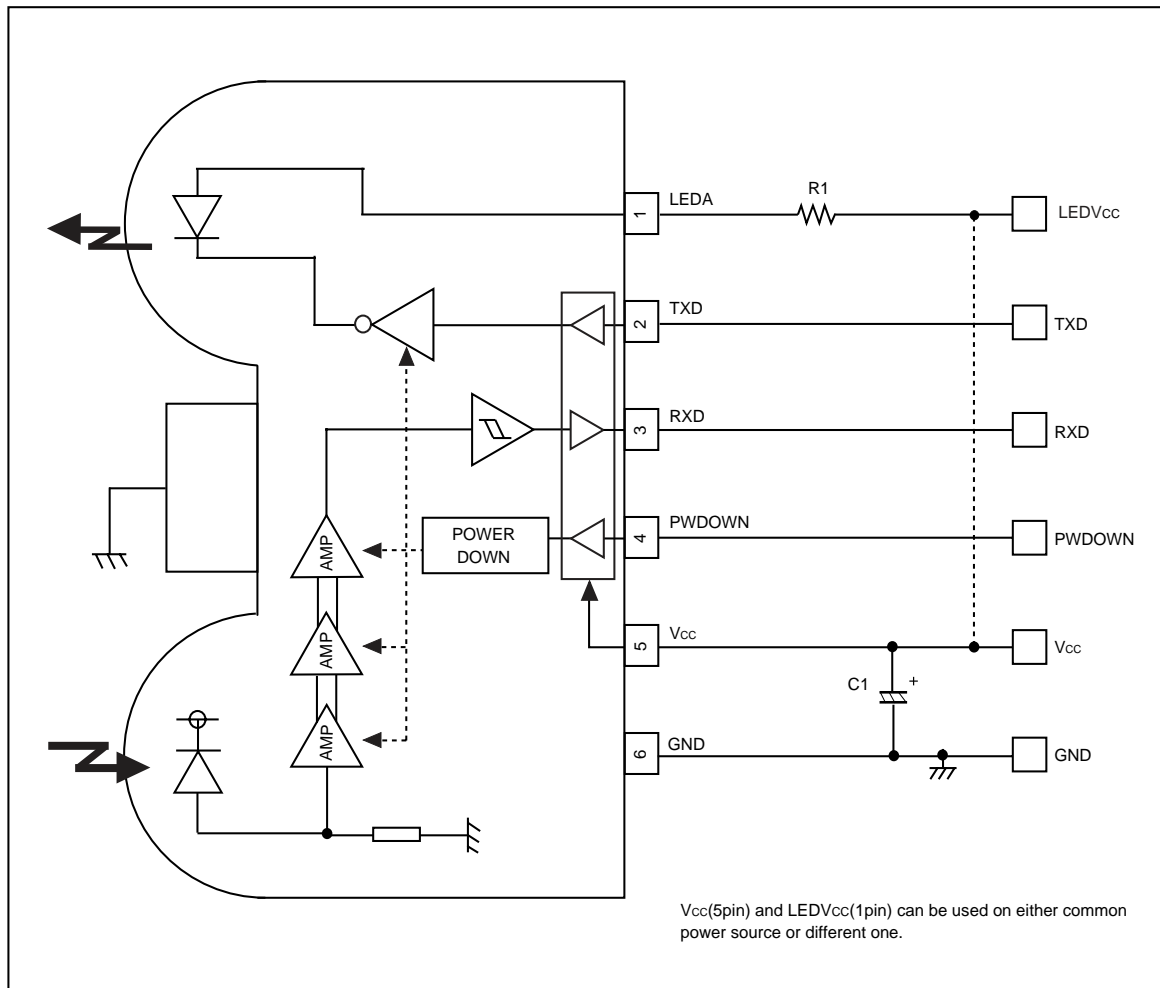 R1
1
LEDA
LEDVcc
2
TXD
TXD
3
RXD
RXD
AMP
POWER
DOWN
4
PWDOWN
PWDOWN
AMP
5
Vcc
Vcc
C1
+
AMP
6
GND
GND
Vcc(5pin) and LEDVcc(1pin) can be used on either common
power source or different one.